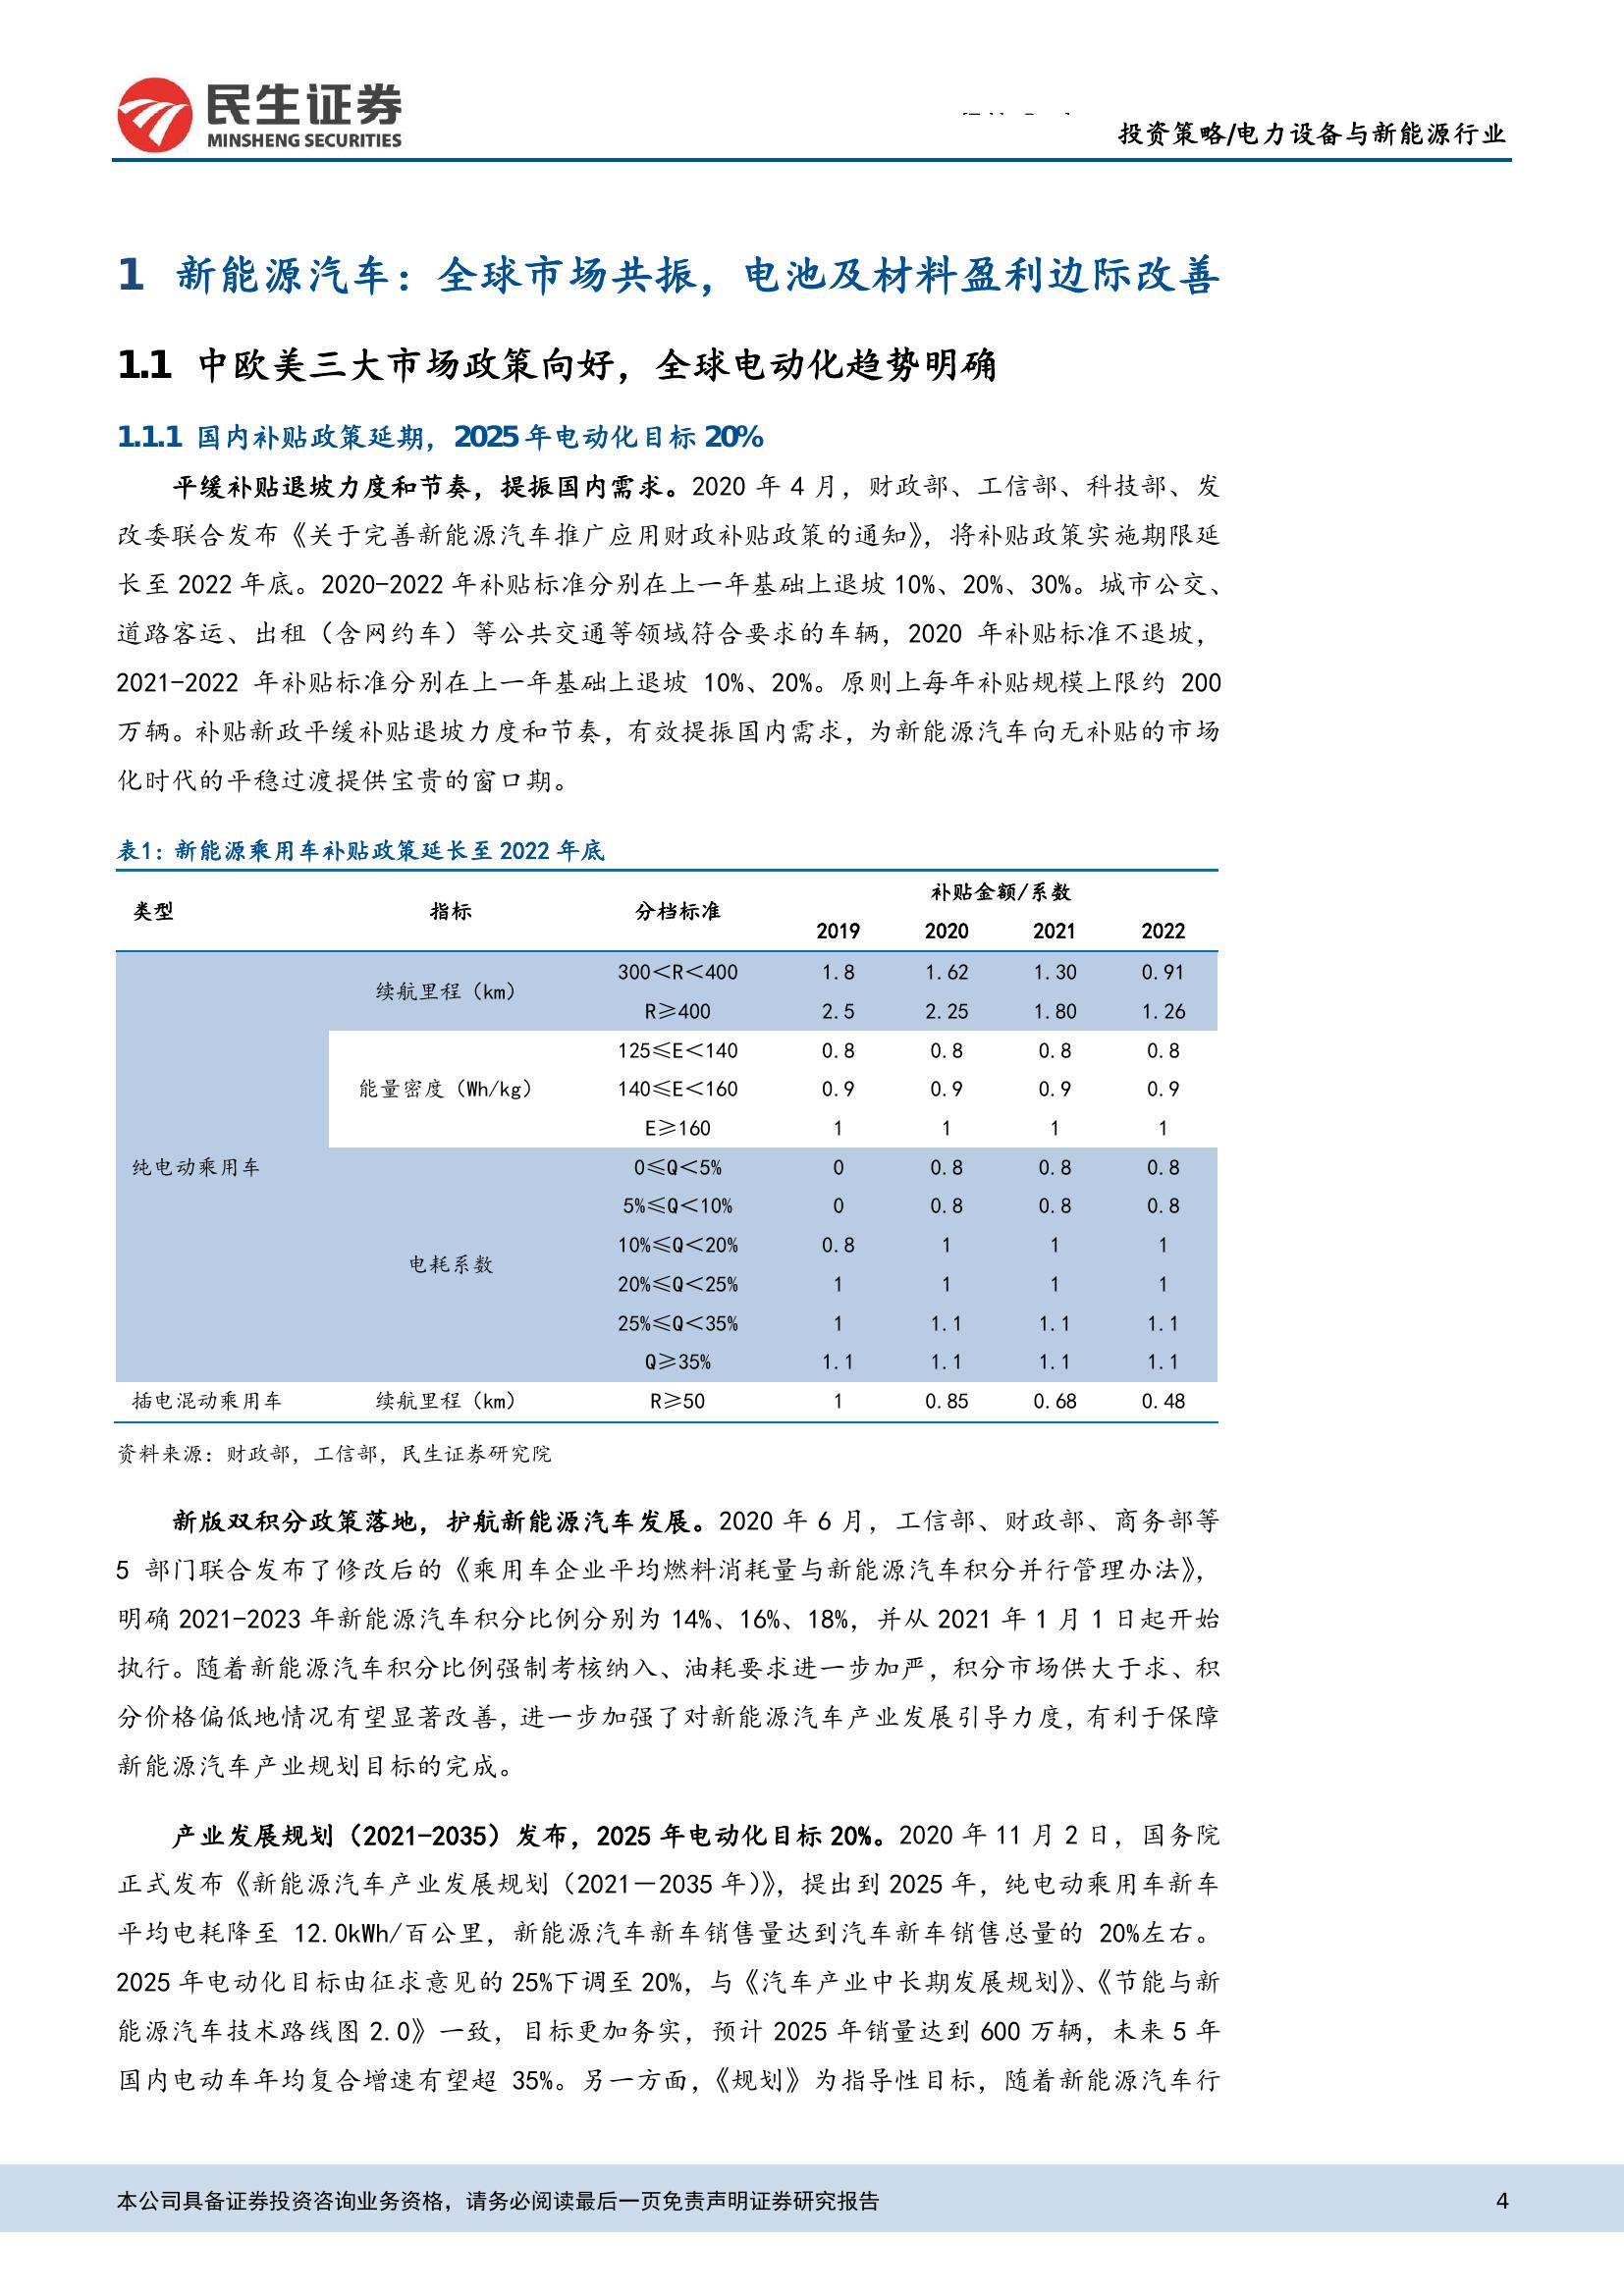 民生证券
MINSHENG SECURITIES
投资策略/电力设备与新能源行业
1 新能源汽车：全球市场共振，电池及材料盈利边际改善
1.1 中欧美三大市场政策向好，全球电动化趋势明确
1.1.1 国内补贴政策延期，2025年电动化目标20%
平缓补贴退坡力度和节奏，提振国内需求。2020 年 4 月，财政部、工信部、科技部、发
改委联合发布《关于完善新能源汽车推广应用财政补贴政策的通知》，将补贴政策实施期限延
长至 2022 年底。2020-2022 年补贴标准分别在上一年基础上退坡 10%、20%、30%。城市公交、
道路客运、出租（含网约车）等公共交通等领域符合要求的车辆，2020 年补贴标准不退坡，
2021-2022 年补贴标准分别在上一年基础上退坡 10%、20%。原则上每年补贴规模上限约 200
万辆。补贴新政平缓补贴退坡力度和节奏，有效提振国内需求，为新能源汽车向无补贴的市场
化时代的平稳过渡提供宝贵的窗口期。
表1：新能源乘用车补贴政策延长至 2022 年底
类型 指标 分档标准 补贴金额/系数
2019 2020 2021 2022
续航里程（km） 300＜R＜400 1.8 1.62 1.30 0.91
R≥400 2.5 2.25 1.80 1.26
125≤E＜140 0.8 0.8 0.8 0.8
能量密度（Wh/kg） 140≤E＜160 0.9 0.9 0.9 0.9
E≥160 1 1 1 1
纯电动乘用车 0≤Q＜5% 0 0.8 0.8 0.8
5%≤Q＜10% 0 0.8 0.8 0.8
10%≤Q＜20% 0.8 1 1 1
电耗系数 20%≤Q＜25% 1 1 1 1
25%≤Q＜35% 1 1.1 1.1 1.1
Q≥35% 1.1 1.1 1.1 1.1
插电混动乘用车 续航里程（km） R≥50 1 0.85 0.68 0.48
资料来源：财政部，工信部，民生证券研究院
新版双积分政策落地，护航新能源汽车发展。2020 年 6 月，工信部、财政部、商务部等
5 部门联合发布了修改后的《乘用车企业平均燃料消耗量与新能源汽车积分并行管理办法》，
明确 2021-2023 年新能源汽车积分比例分别为 14%、16%、18%，并从 2021 年 1 月 1 日起开始
执行。随着新能源汽车积分比例强制考核纳入、油耗要求进一步加严，积分市场供大于求、积
分价格偏低地情况有望显著改善，进一步加强了对新能源汽车产业发展引导力度，有利于保障
新能源汽车产业规划目标的完成。
产业发展规划（2021-2035）发布，2025 年电动化目标 20%。2020 年 11 月 2 日，国务院
正式发布《新能源汽车产业发展规划（2021－2035 年）》，提出到 2025 年，纯电动乘用车新车
平均电耗降至 12.0kWh/百公里，新能源汽车新车销售量达到汽车新车销售总量的 20%左右。
2025 年电动化目标由征求意见的 25%下调至 20%，与《汽车产业中长期发展规划》、《节能与新
能源汽车技术路线图 2.0》一致，目标更加务实，预计 2025 年销量达到 600 万辆，未来 5 年
国内电动车年均复合增速有望超 35%。另一方面，《规划》为指导性目标，随着新能源汽车行
本公司具备证券投资咨询业务资格，请务必阅读最后一页免责声明证券研究报告 4